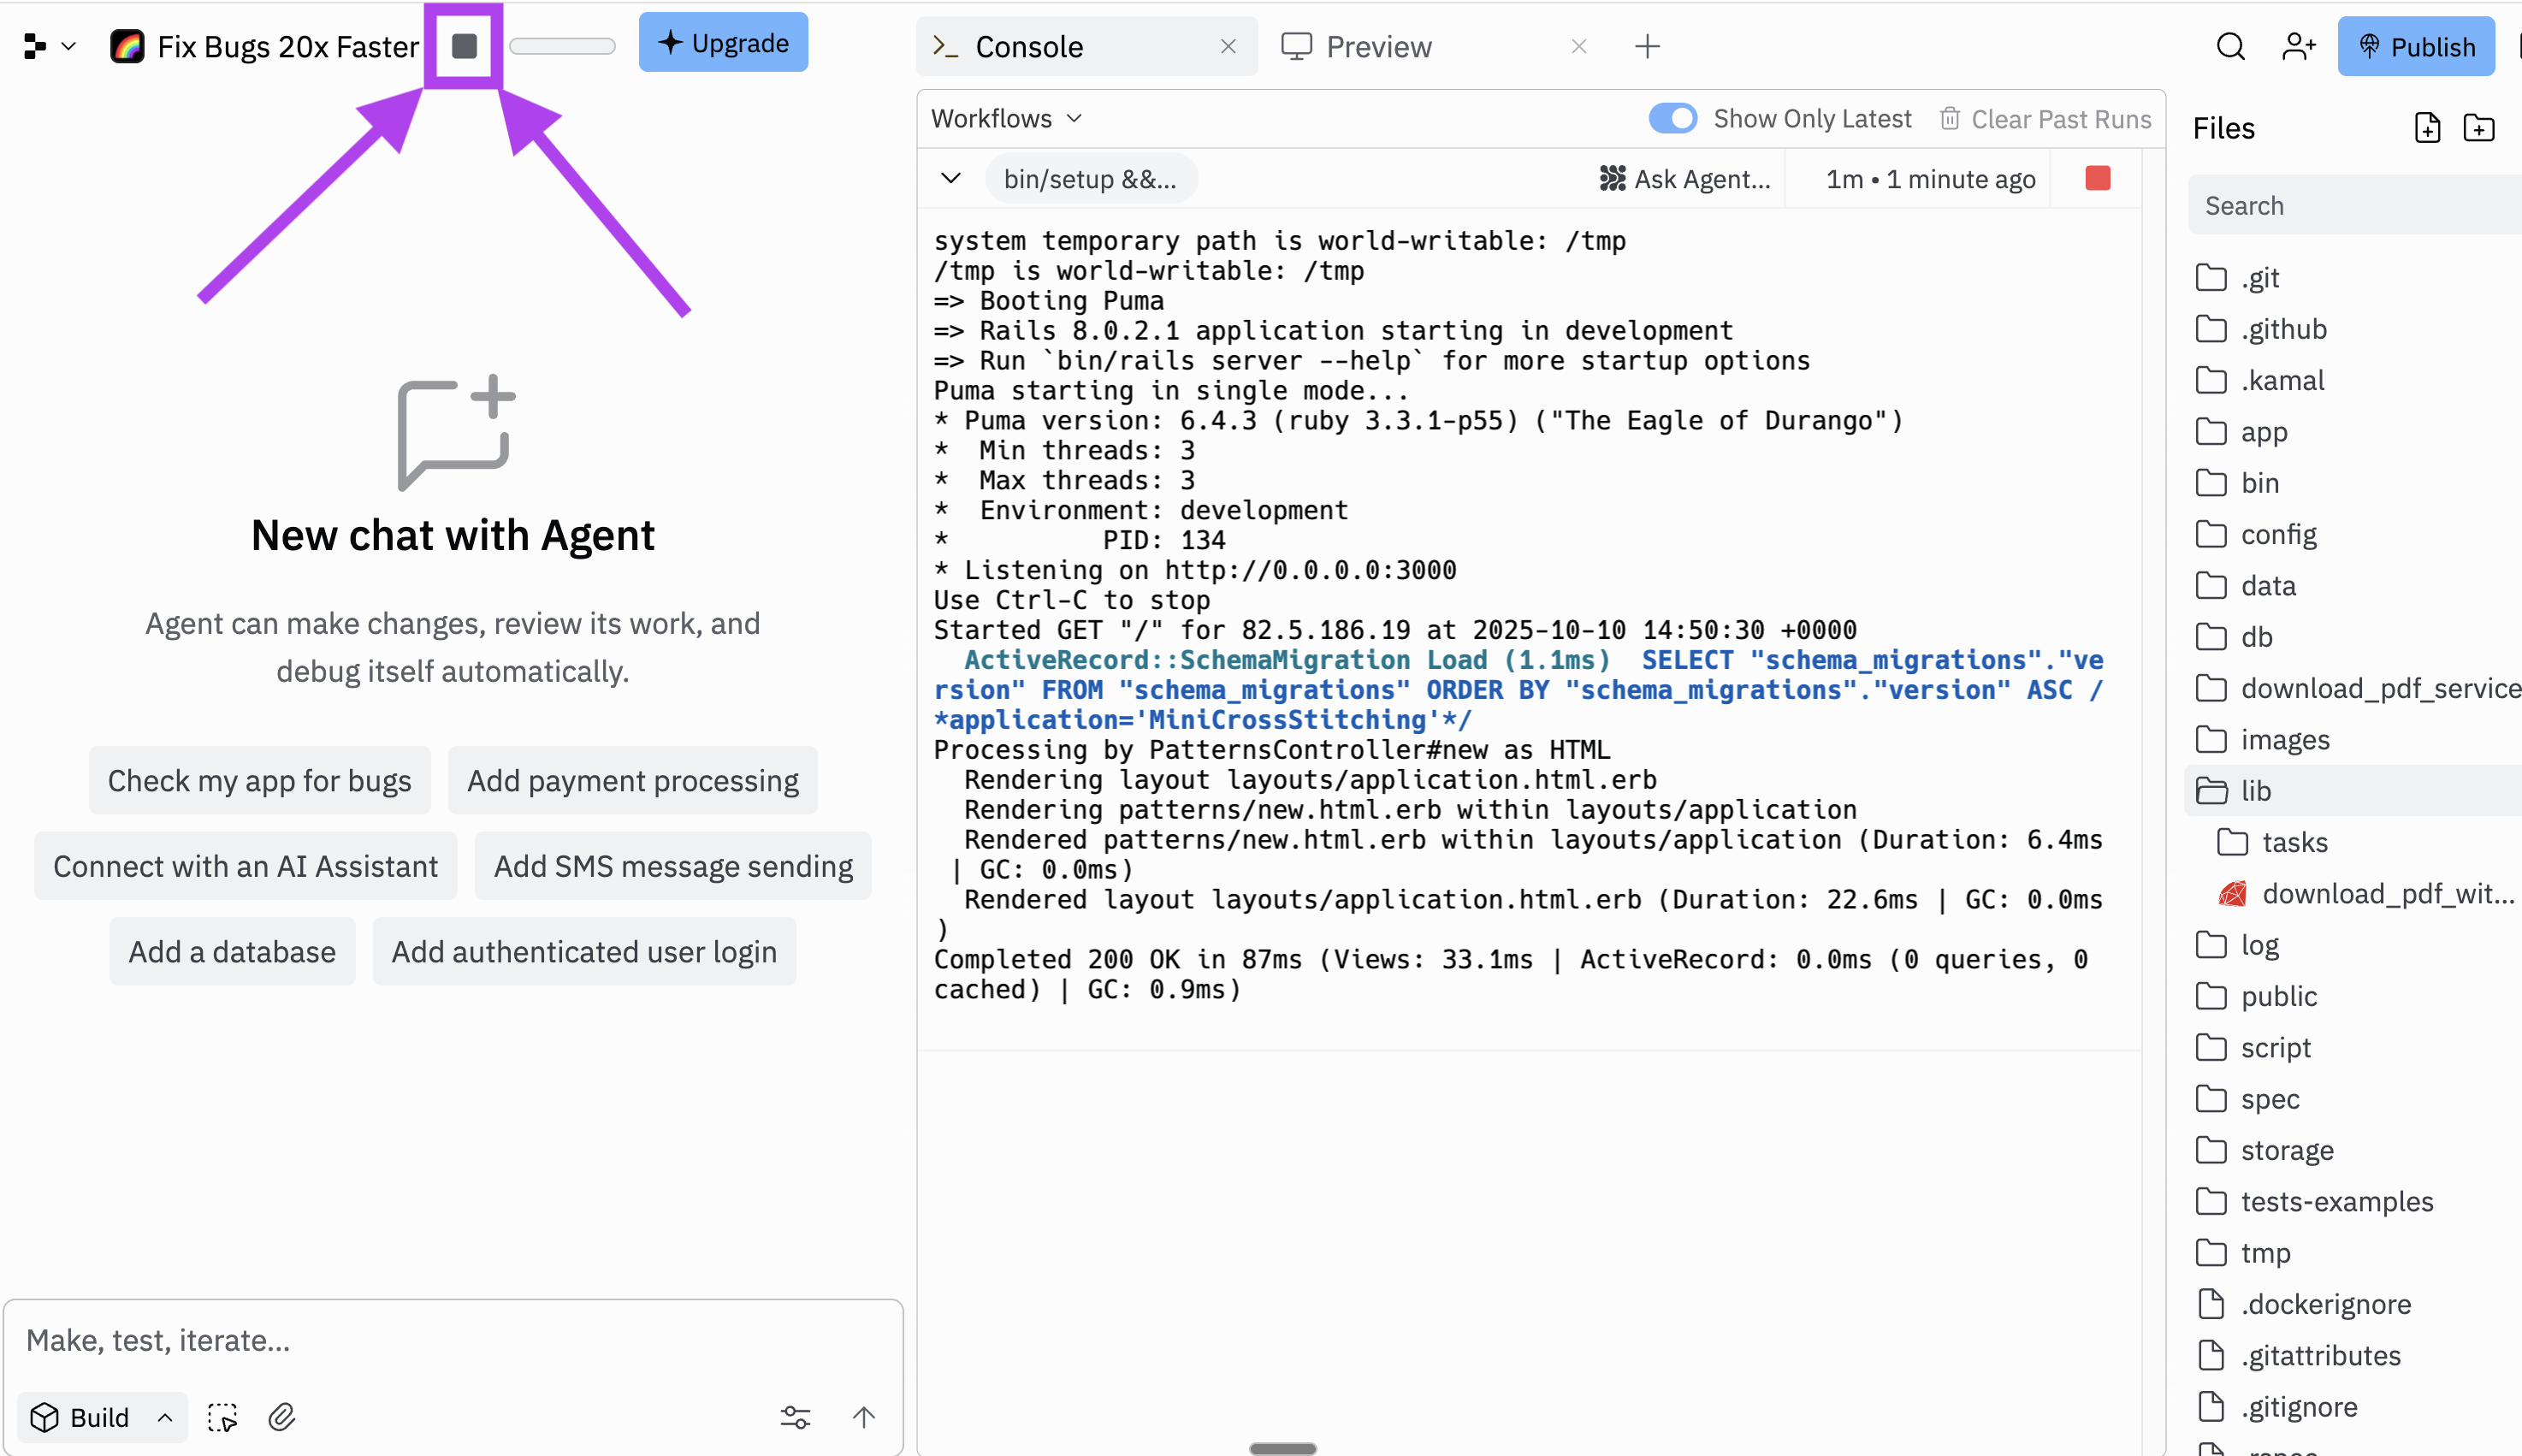 Fix Bugs 20x Faster
Upgrade
Console
Preview
Publish
New chat with Agent
Agent can make changes, review its work, and
debug itself automatically.
Check my app for bugs
Add payment processing
Connect with an AI Assistant
Add SMS message sending
Add a database
Add authenticated user login
Make, test, iterate...
Build
Workflows
Show Only Latest
Clear Past Runs
bin/setup &&...
Ask Agent...
1m • 1 minute ago
system temporary path is world-writable: /tmp
/tmp is world-writable: /tmp
=> Booting Puma
=> Rails 8.0.2.1 application starting in development
=> Run `bin/rails server --help` for more startup options
Puma starting in single mode...
* Puma version: 6.4.3 (ruby 3.3.1-p55) ("The Eagle of Durango")
*  Min threads: 3
*  Max threads: 3
*  Environment: development
*          PID: 134
* Listening on http://0.0.0.0:3000
Use Ctrl-C to stop
Started GET "/" for 82.5.186.19 at 2025-10-10 14:50:30 +0000
  ActiveRecord::SchemaMigration Load (1.1ms)  SELECT "schema_migrations"."ve
rsion" FROM "schema_migrations" ORDER BY "schema_migrations"."version" ASC /
*application='MiniCrossStitching'*/
Processing by PatternsController#new as HTML
  Rendering layout layouts/application.html.erb
  Rendering patterns/new.html.erb within layouts/application
  Rendered patterns/new.html.erb within layouts/application (Duration: 6.4ms
 | GC: 0.0ms)
  Rendered layout layouts/application.html.erb (Duration: 22.6ms | GC: 0.0ms
)
Completed 200 OK in 87ms (Views: 33.1ms | ActiveRecord: 0.0ms (0 queries, 0
cached) | GC: 0.9ms)
Files
Search
.git
.github
.kamal
app
bin
config
data
db
download_pdf_service
images
lib
tasks
download_pdf_wit...
log
public
script
spec
storage
tests-examples
tmp
.dockerignore
.gitattributes
.gitignore